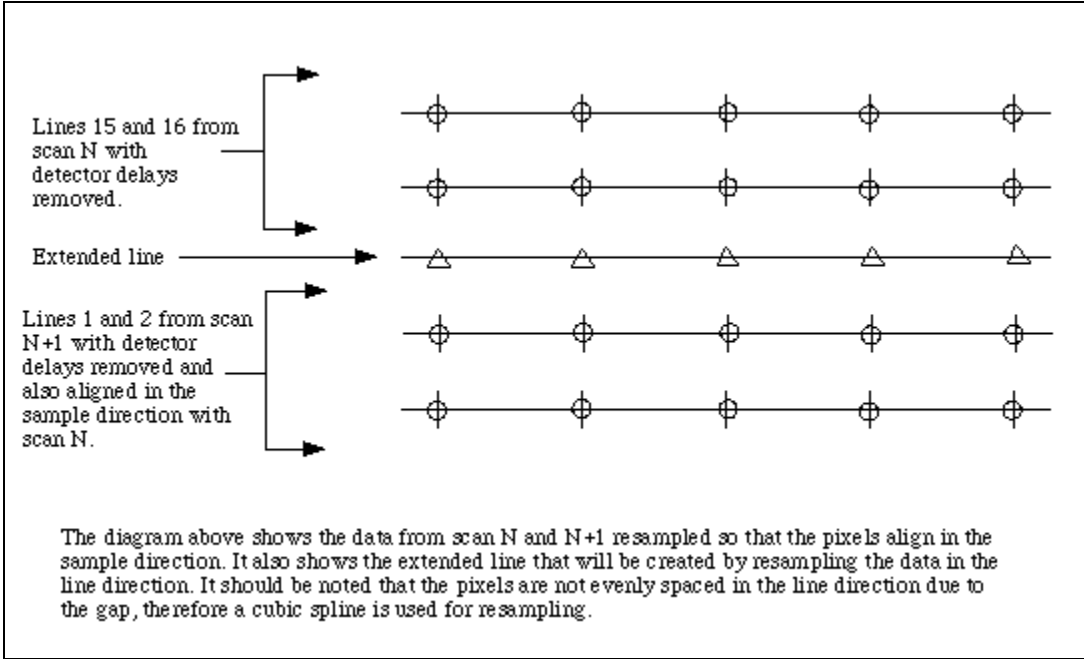 Lines 15 and 16 from
scan N with
detector delays
removed.
Extended line
Lines 1 and 2 from scan
N+1 with detector
delays removed and
also aligned in the
sample direction with
scan N.
The diagram above shows the data from scan N and N+1 resampled so that the pixels align in the
sample direction. It also shows the extended line that will be created by resampling the data in the
line direction. It should be noted that the pixels are not evenly spaced in the line direction due to
the gap, therefore a cubic spline is used for resampling.